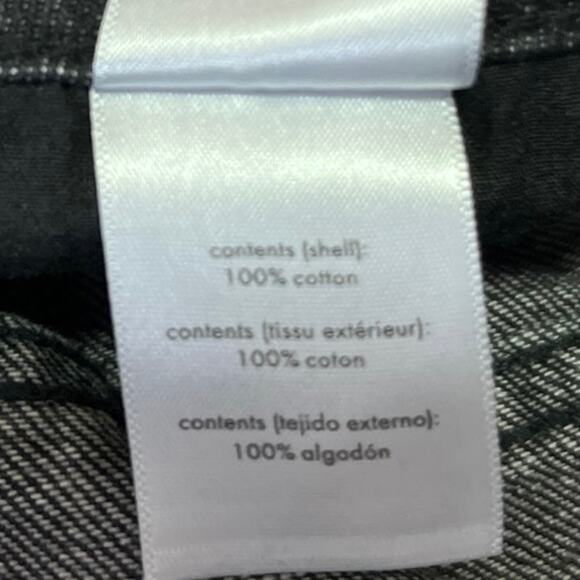 contents (shell):
100% cotton
contents (tissu extérieur):
100% coton
contents (tejido externo):
100% algodón